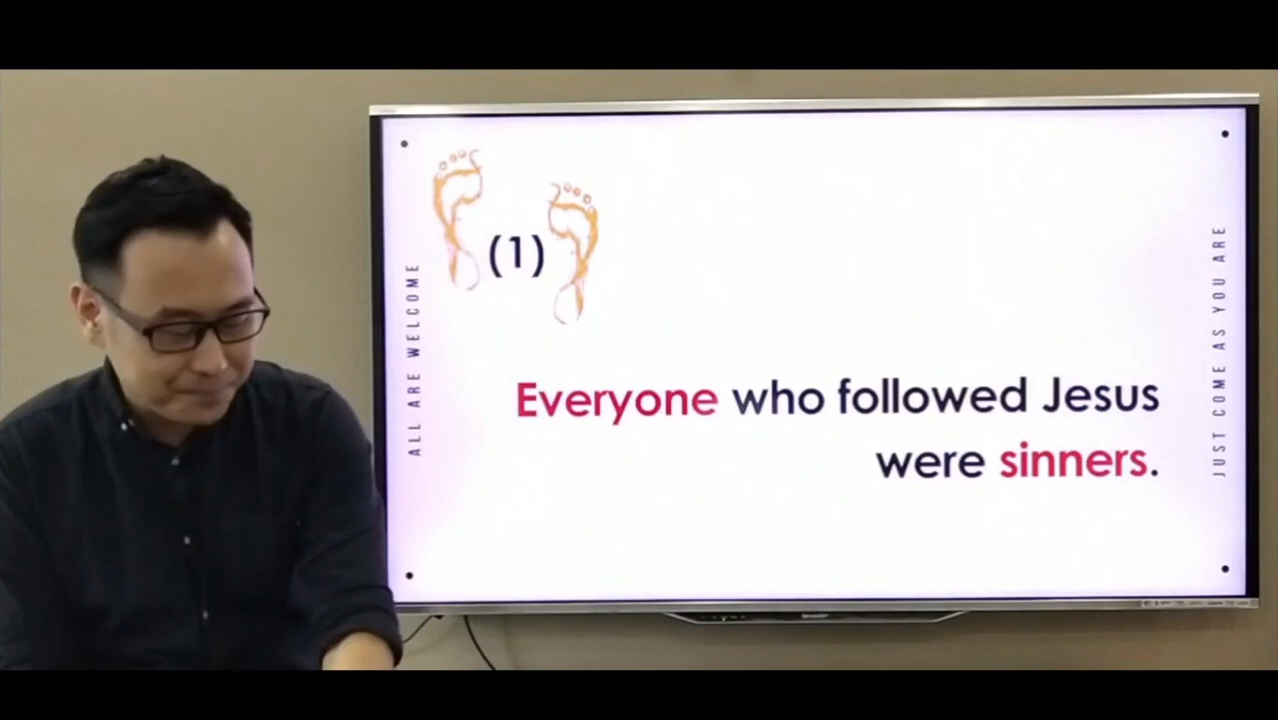 (1)
ALL ARE WELCOME
Everyone who followed Jesus
were sinners.
JUST COME AS YOU ARE